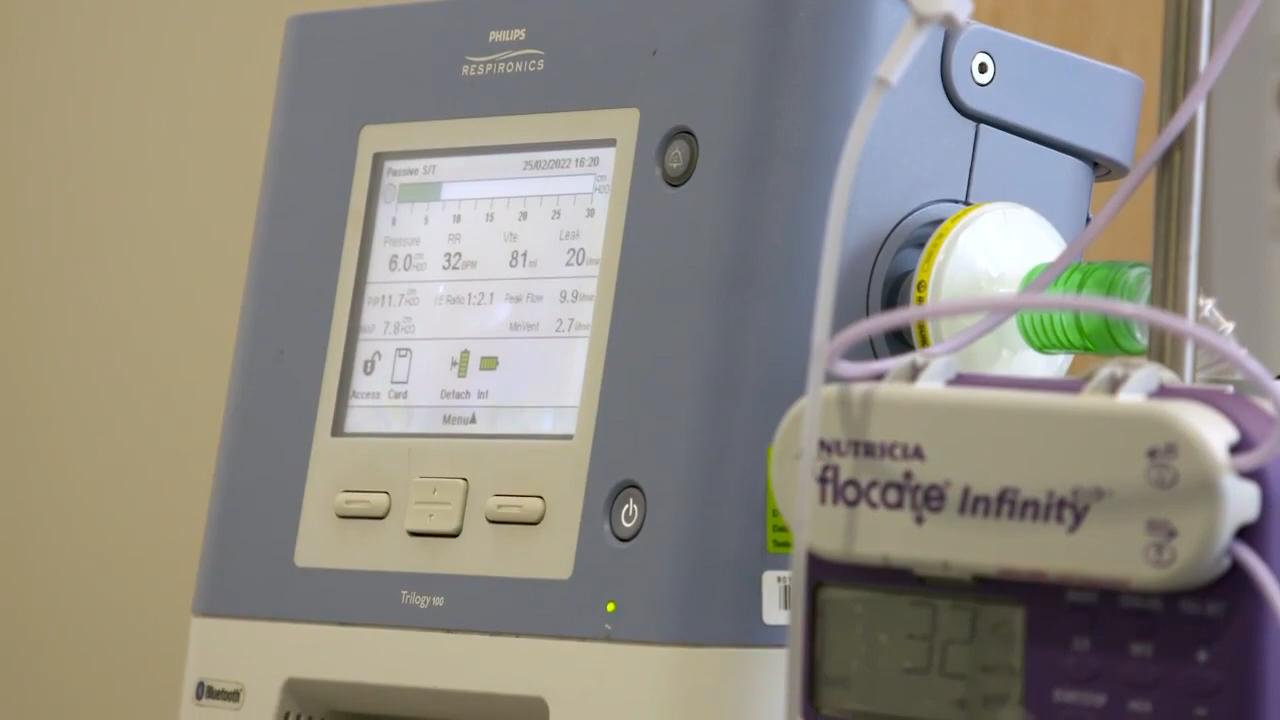 PHILIPS
RESPIRONICS
Passive S/T 25/02/2022 16:20
cm H2O
0 5 10 15 20 25 30
Pressure RR Vte Leak
6.0 cm H2O 32 BPM 81 ml 20 l/min
PIP 11.7 cm H2O I:E Ratio 1:2.1 Peak Flow 9.9 l/min
MAP 7.8 cm H2O MinVent 2.7 l/min
Access Card Detach Int
Menu
Trilogy 100
Bluetooth
NUTRICIA
flocare Infinity
32